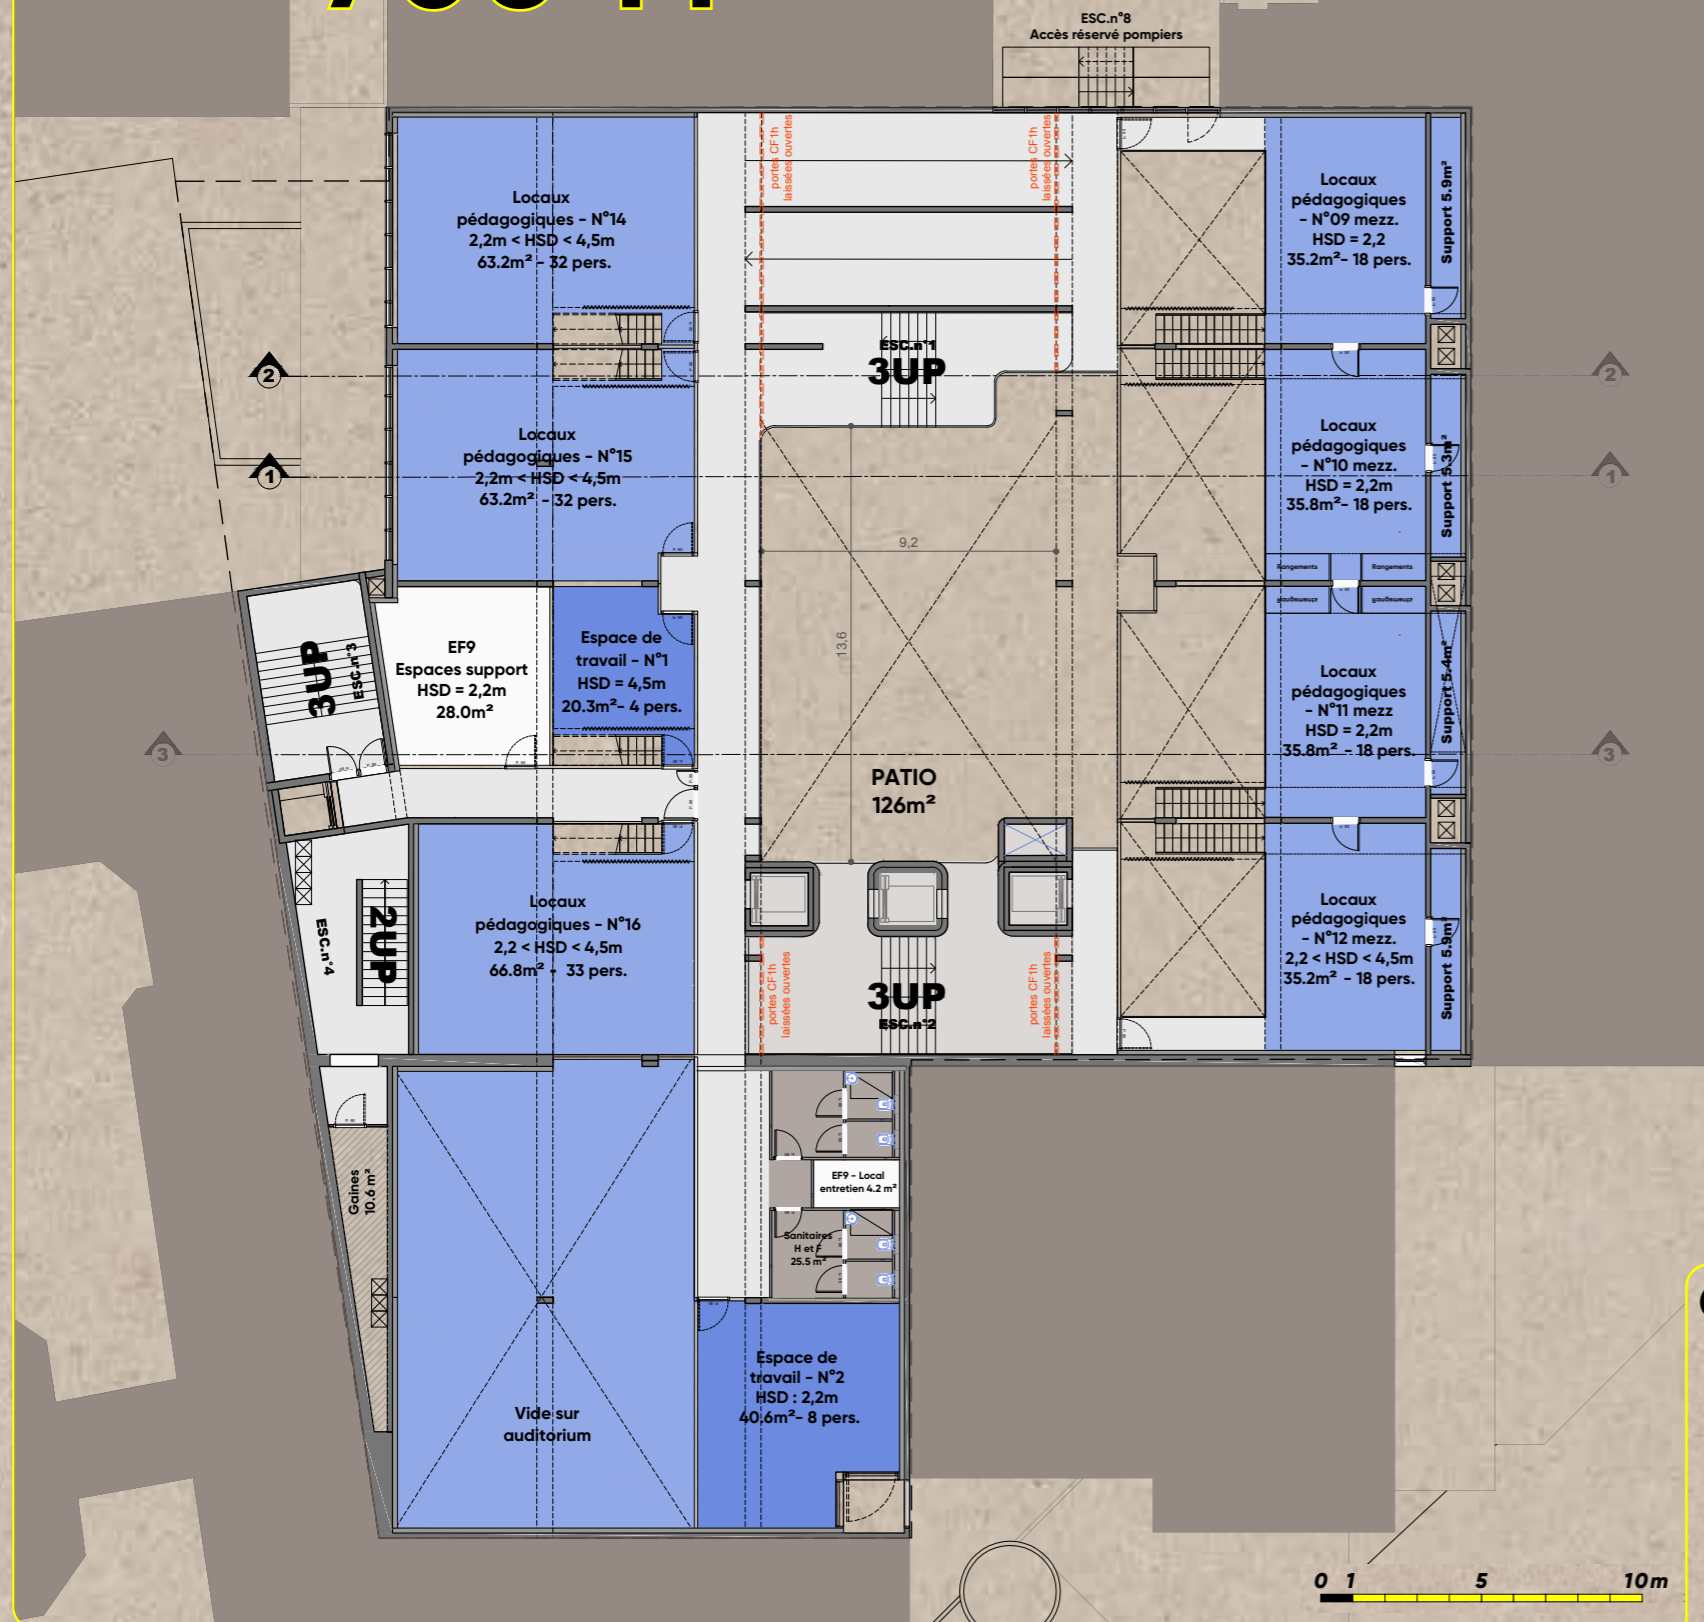 ESC.n°8
Accès réservé pompiers
portes CF1h
laissées ouvertes
portes CF1h
laissées ouvertes
Locaux
pédagogiques - N°14
2,2m < HSD < 4,5m
63.2m² - 32 pers.
Locaux
pédagogiques
- N°09 mezz.
HSD = 2,2
35.2m²- 18 pers.
Support 5.9m²
ESC.n°1
3UP
2
2
Locaux
pédagogiques - N°15
2,2m < HSD < 4,5m
63.2m² - 32 pers.
Locaux
pédagogiques
- N°10 mezz.
HSD = 2,2m
35.8m²- 18 pers.
Support 5.3m²
1
1
9,2
13,6
Rangements
Rangements
Rangements
Rangements
3UP
ESC.n°3
EF9
Espaces support
HSD = 2,2m
28.0m²
Espace de
travail - N°1
HSD = 4,5m
20.3m²- 4 pers.
Locaux
pédagogiques
- N°11 mezz
HSD = 2,2m
35.8m² - 18 pers.
Support 5.4m²
3
3
PATIO
126m²
2UP
ESC.n°4
Locaux
pédagogiques - N°16
2,2 < HSD < 4,5m
66.8m² - 33 pers.
portes CF1h
laissées ouvertes
3UP
ESC.n°2
portes CF1h
laissées ouvertes
Locaux
pédagogiques
- N°12 mezz.
2,2 < HSD < 4,5m
35.2m² - 18 pers.
Support 5.9m²
Gaines
10.6 m²
EF9 - Local
entretien 4.2 m²
Sanitaires
H et F
25.5 m²
Vide sur
auditorium
Espace de
travail - N°2
HSD : 2,2m
40.6m²- 8 pers.
0 1 5 10m